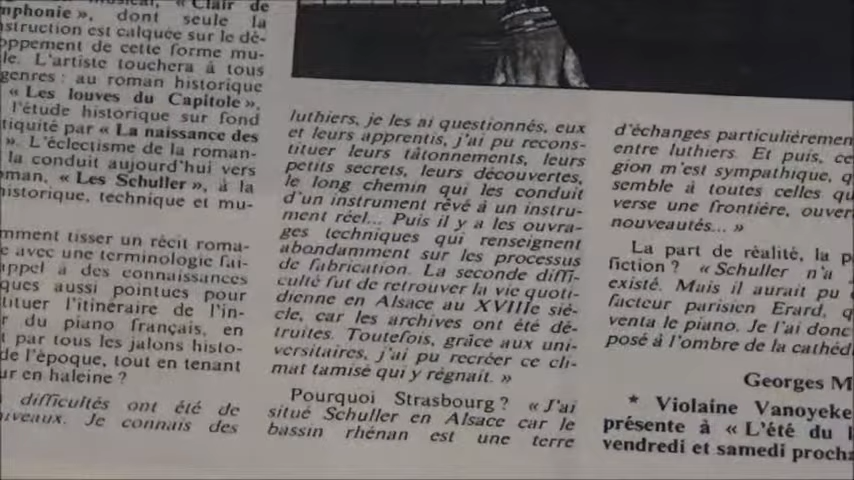 musical, « Clair de
mphonie », dont seule la
nstruction est calquée sur le dé-
oppement de cette forme mu-
le. L'artiste touchera à tous
genres : au roman historique
« Les louves du Capitole »,
l'étude historique sur fond
tiquité par « La naissance des
». L'éclectisme de la roman-
la conduit aujourd'hui vers
oman, « Les Schuller », à la
historique, technique et mu-
mment tisser un récit roma-
e avec une terminologie fai-
appel à des connaissances
ques aussi pointues pour
tituer l'itinéraire de l'in-
r du piano français, en
t par tous les jalons histo-
de l'époque, tout en tenant
ur en haleine ?
difficultés ont été de
niveaux. Je connais des
luthiers, je les ai questionnés, eux
et leurs apprentis, j'ai pu recons-
tituer leurs tâtonnements, leurs
petits secrets, leurs découvertes,
le long chemin qui les conduit
d'un instrument rêvé à un instru-
ment réel... Puis il y a les ouvra-
ges techniques qui renseignent
abondamment sur les processus
de fabrication. La seconde diffi-
culté fut de retrouver la vie quoti-
dienne en Alsace au XVIIIe siè-
cle, car les archives ont été dé-
truites. Toutefois, grâce aux uni-
versitaires, j'ai pu recréer ce cli-
mat tamisé qui y régnait. »
Pourquoi Strasbourg ? « J'ai
situé Schuller en Alsace car le
bassin rhénan est une terre
d'échanges particulièremen
entre luthiers. Et puis, ce
gion m'est sympathique, q
semble à toutes celles qu
verse une frontière, ouver
nouveautés... »
La part de réalité, la p
fiction ? « Schuller n'a
existé. Mais il aurait pu
facteur parisien Erard, q
venta le piano. Je l'ai donc
posé à l'ombre de la cathéd
Georges M
* Violaine Vanoyeke
présente à « L'été du l
vendredi et samedi procha